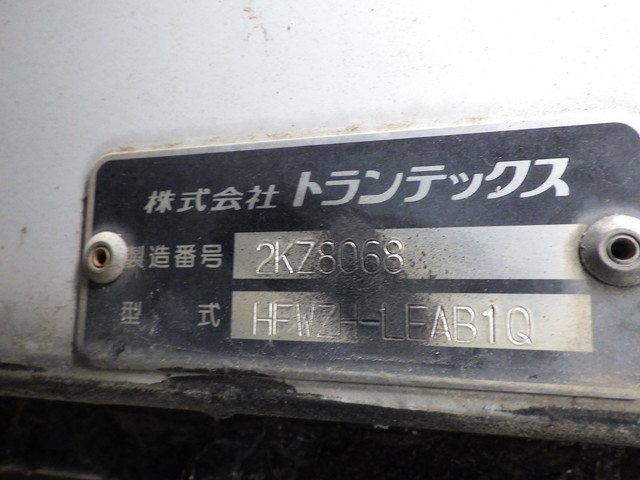 株式会社 トランテックス
製造番号 2KZ8068
型式 HFWZH-LEAB1Q